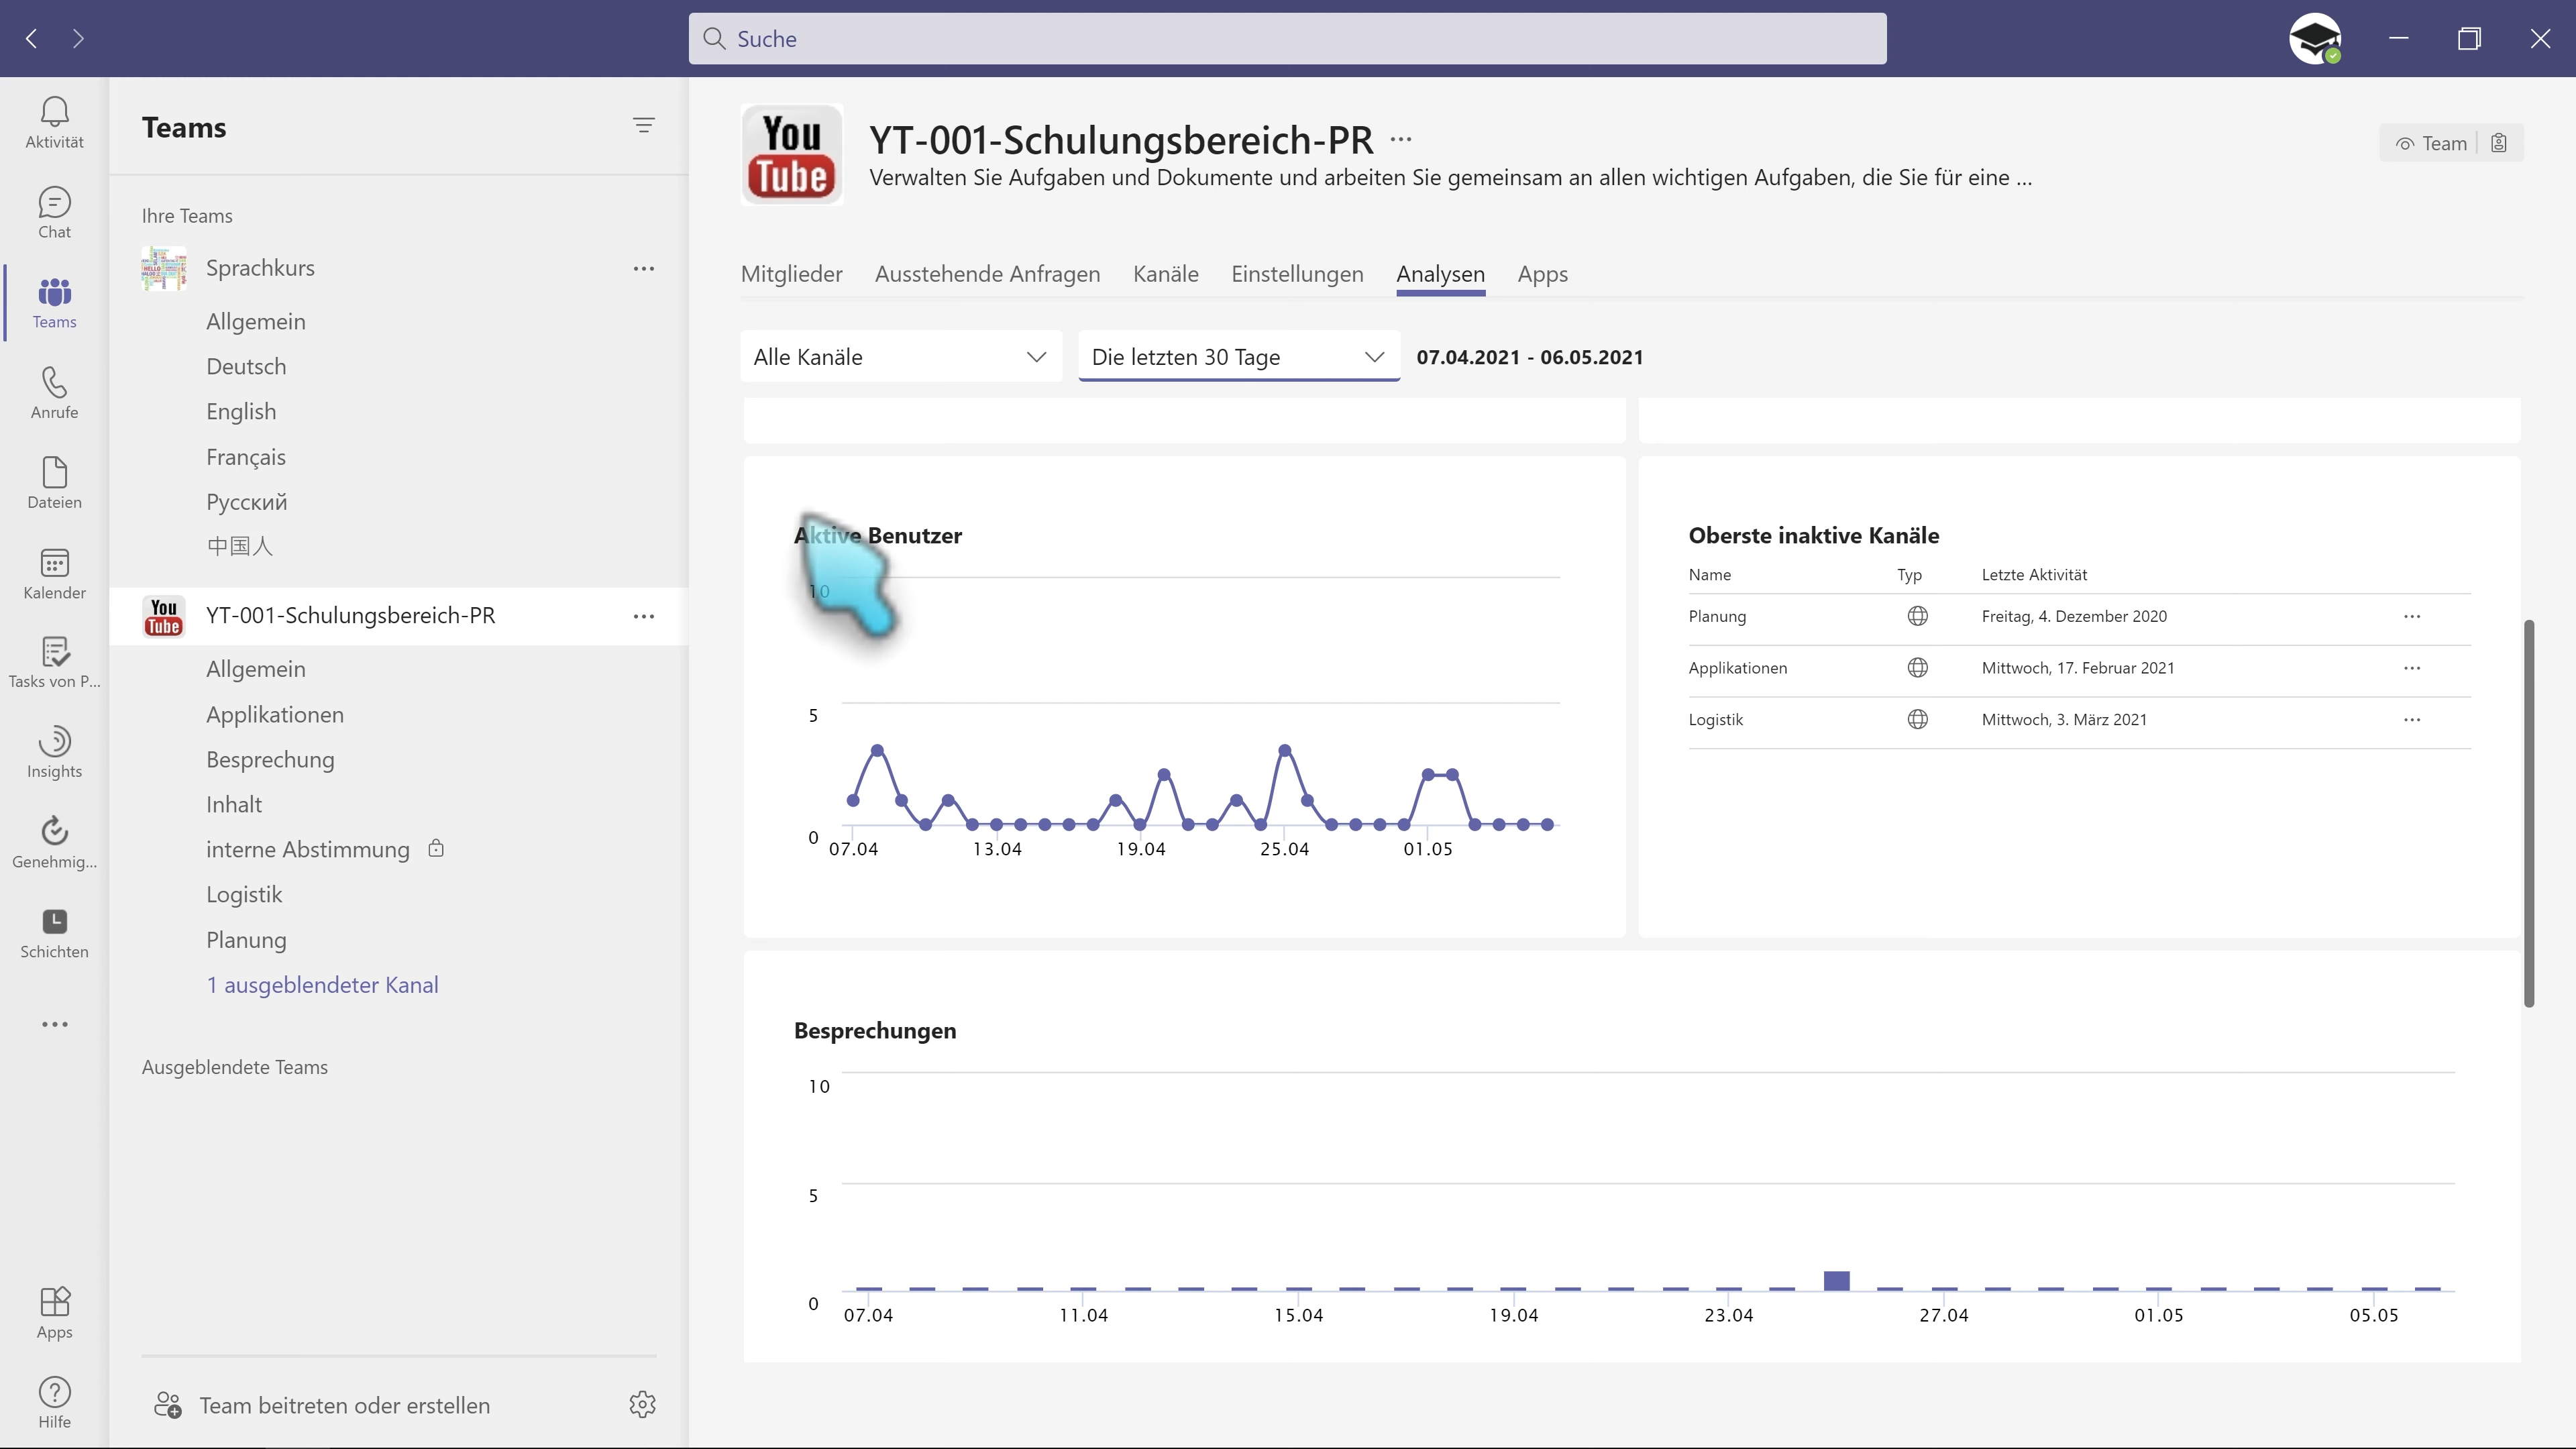 Suche
Aktivität
Chat
Teams
Anrufe
Dateien
Kalender
Tasks von P...
Insights
Genehmig...
Schichten
Apps
Hilfe
Teams
Ihre Teams
Sprachkurs
Allgemein
Deutsch
English
Français
Русский
中国人
You
Tube
YT-001-Schulungsbereich-PR
Allgemein
Applikationen
Besprechung
Inhalt
interne Abstimmung
Logistik
Planung
1 ausgeblendeter Kanal
Ausgeblendete Teams
Team beitreten oder erstellen
You
Tube
YT-001-Schulungsbereich-PR
Verwalten Sie Aufgaben und Dokumente und arbeiten Sie gemeinsam an allen wichtigen Aufgaben, die Sie für eine ...
Team
Mitglieder Ausstehende Anfragen Kanäle Einstellungen Analysen Apps
Alle Kanäle Die letzten 30 Tage 07.04.2021 - 06.05.2021
Aktive Benutzer
10
5
0
07.04 13.04 19.04 25.04 01.05
Oberste inaktive Kanäle
Name Typ Letzte Aktivität
Planung Freitag, 4. Dezember 2020
Applikationen Mittwoch, 17. Februar 2021
Logistik Mittwoch, 3. März 2021
Besprechungen
10
5
0
07.04 11.04 15.04 19.04 23.04 27.04 01.05 05.05